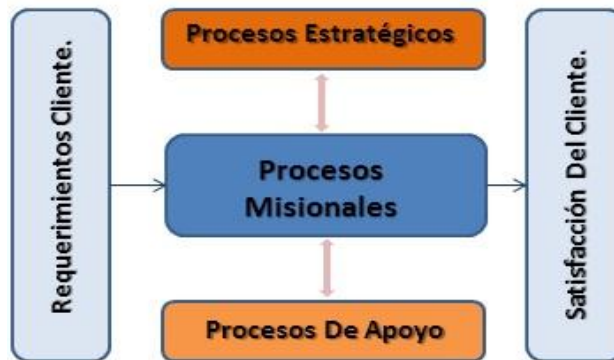 Procesos Estratégicos
Requerimientos Cliente.
Procesos
Misionales
Satisfacción Del Cliente.
Procesos De Apoyo